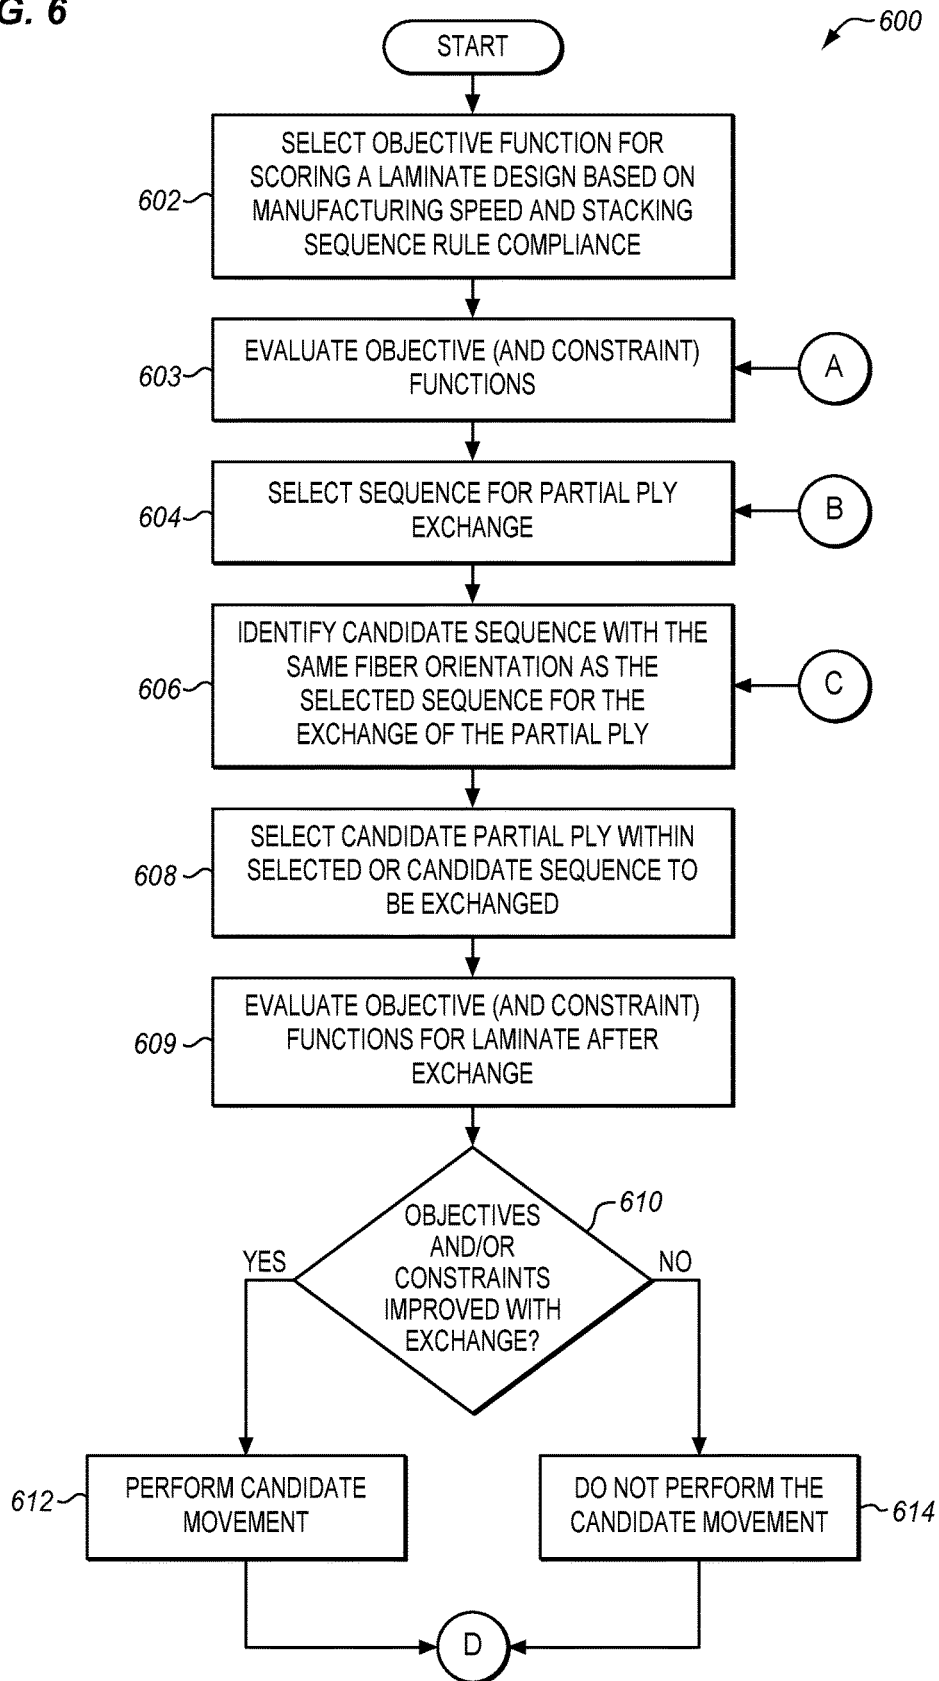 G. 6
600
START
SELECT OBJECTIVE FUNCTION FOR
SCORING A LAMINATE DESIGN BASED ON
MANUFACTURING SPEED AND STACKING
SEQUENCE RULE COMPLIANCE
602
EVALUATE OBJECTIVE (AND CONSTRAINT)
FUNCTIONS
603
A
SELECT SEQUENCE FOR PARTIAL PLY
EXCHANGE
604
B
IDENTIFY CANDIDATE SEQUENCE WITH THE
SAME FIBER ORIENTATION AS THE
SELECTED SEQUENCE FOR THE
EXCHANGE OF THE PARTIAL PLY
606
C
SELECT CANDIDATE PARTIAL PLY WITHIN
SELECTED OR CANDIDATE SEQUENCE TO
BE EXCHANGED
608
EVALUATE OBJECTIVE (AND CONSTRAINT)
FUNCTIONS FOR LAMINATE AFTER
EXCHANGE
609
OBJECTIVES
AND/OR
CONSTRAINTS
IMPROVED WITH
EXCHANGE?
610
YES
NO
PERFORM CANDIDATE
MOVEMENT
612
DO NOT PERFORM THE
CANDIDATE MOVEMENT
614
D